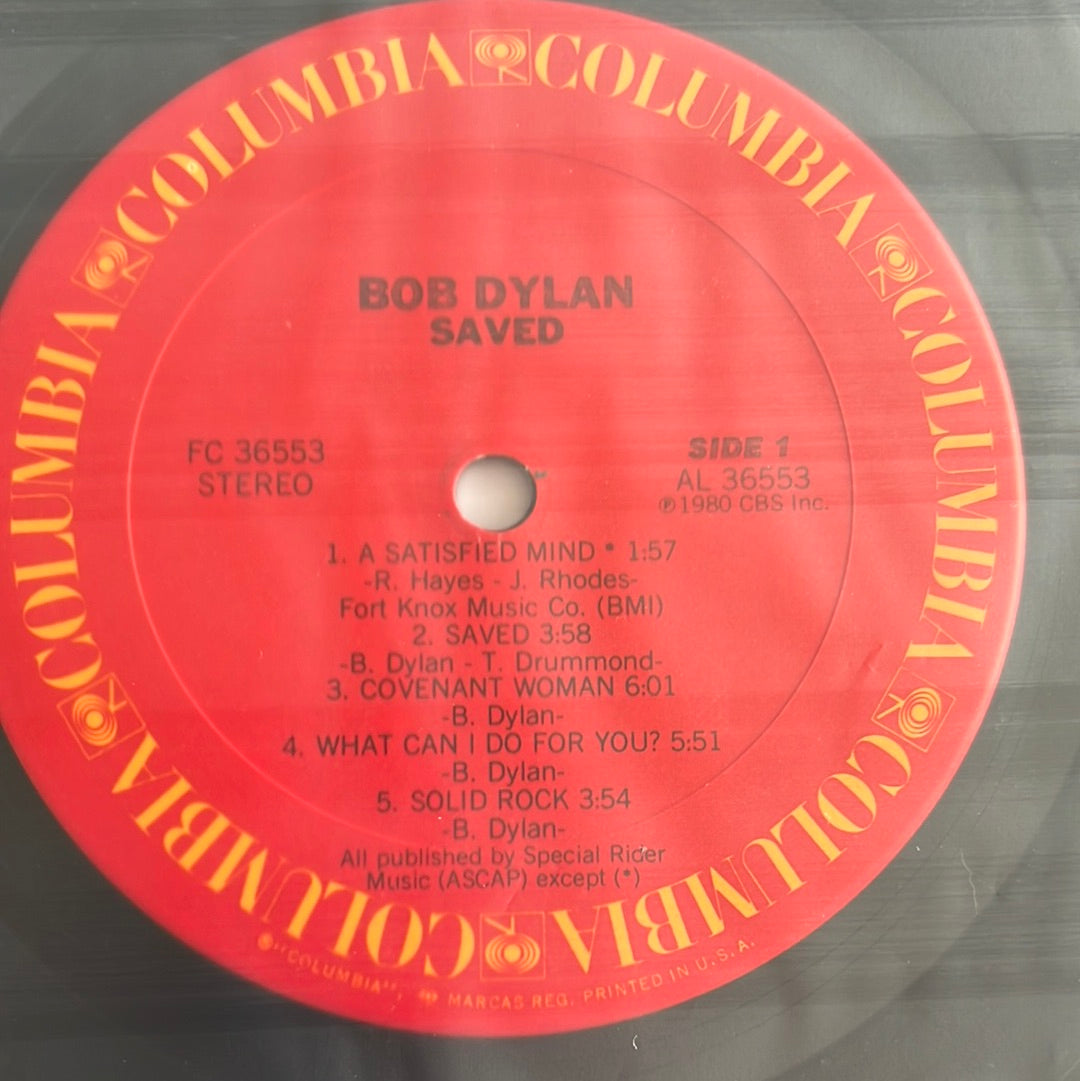 COLUMBIA COLUMBIA COLUMBIA COLUMBIA COLUMBIA COLUMBIA COLUMBIA COLUMBIA
BOB DYLAN
SAVED
FC 36553
STEREO
SIDE 1
AL 36553
℗1980 CBS Inc.
1. A SATISFIED MIND * 1:57
-R. Hayes - J. Rhodes-
Fort Knox Music Co. (BMI)
2. SAVED 3:58
-B. Dylan - T. Drummond-
3. COVENANT WOMAN 6:01
-B. Dylan-
4. WHAT CAN I DO FOR YOU? 5:51
-B. Dylan-
5. SOLID ROCK 3:54
-B. Dylan-
All published by Special Rider
Music (ASCAP) except (*)
"COLUMBIA" MARCAS REG. PRINTED IN U.S.A.